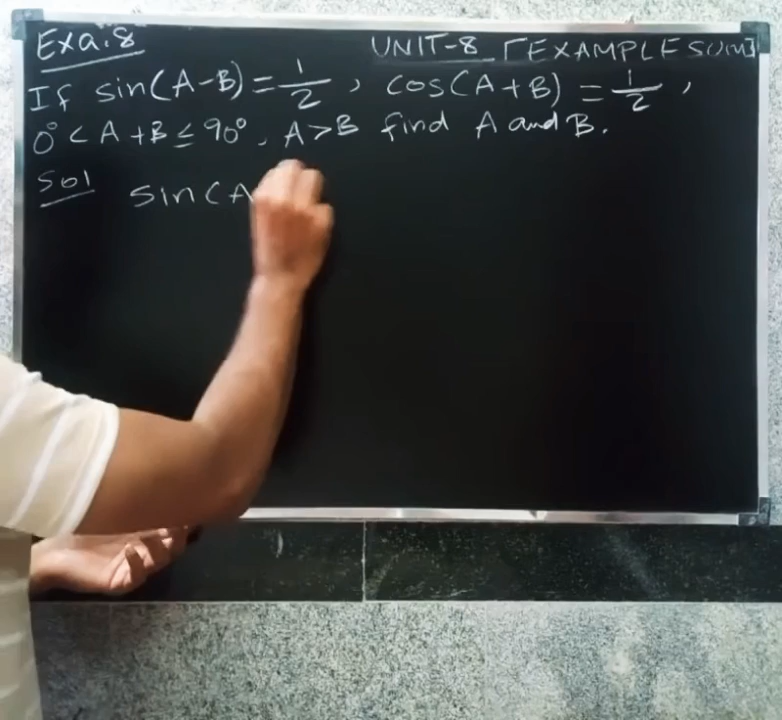 Exa.8
UNIT-8 [EXAMPLE SUM]
If sin(A-B)=1/2, cos(A+B)=1/2,
0°<A+B≤90°, A>B find A and B.
Sol sin(A